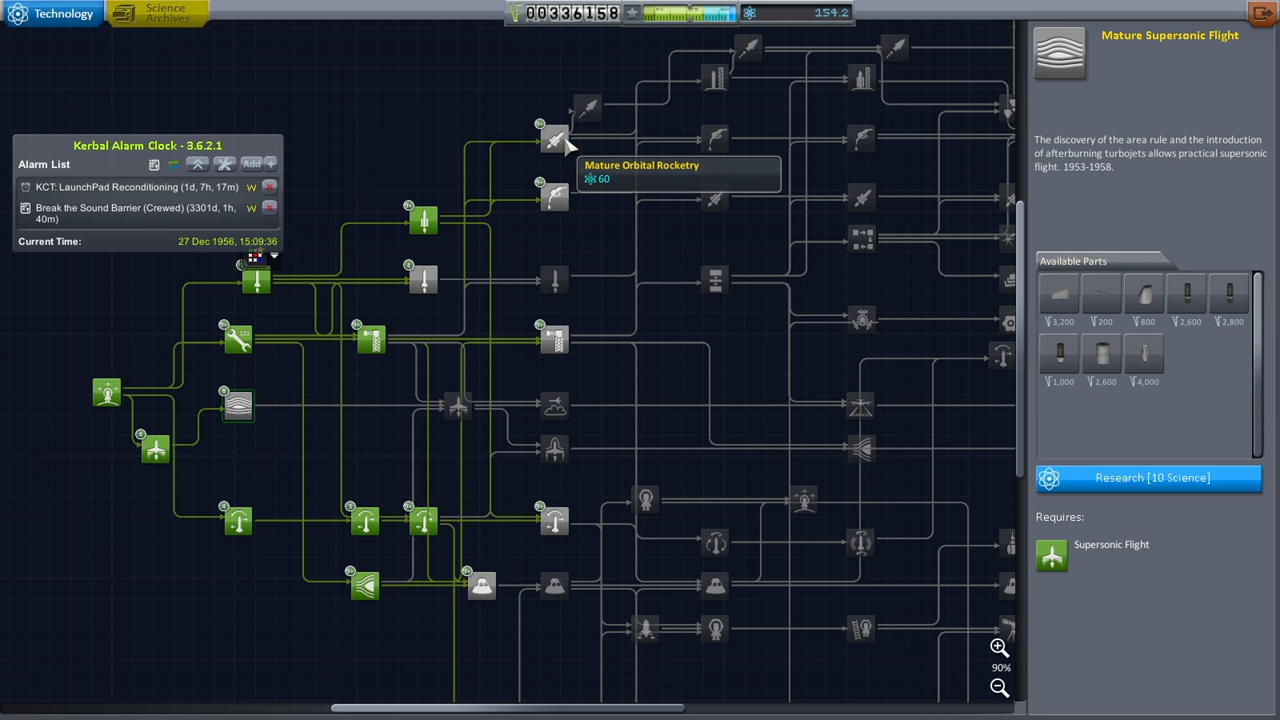 Technology
Science
Archives
00336158
154.2
Mature Supersonic Flight
The discovery of the area rule and the introduction
of afterburning turbojets allows practical supersonic
flight. 1953-1958.
Kerbal Alarm Clock - 3.6.2.1
Alarm List
Add +
KCT: LaunchPad Reconditioning (1d, 7h, 17m) W
Break the Sound Barrier (Crewed) (3301d, 1h,
40m) W
Current Time: 27 Dec 1956, 15:09:36
Mature Orbital Rocketry
60
Available Parts
3,200 200 800 2,600 2,800
1,000 2,600 4,000
Research [10 Science]
Requires:
Supersonic Flight
90%